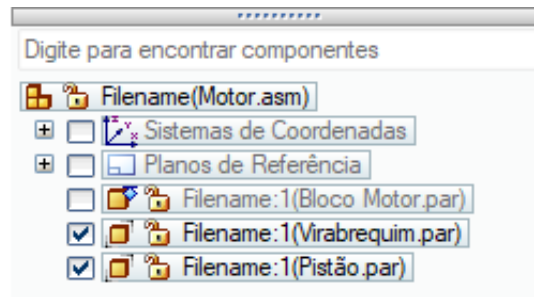 Digite para encontrar componentes
Filename(Motor.asm)
Sistemas de Coordenadas
Planos de Referência
Filename:1(Bloco Motor.par)
Filename:1(Virabrequim.par)
Filename:1(Pistão.par)